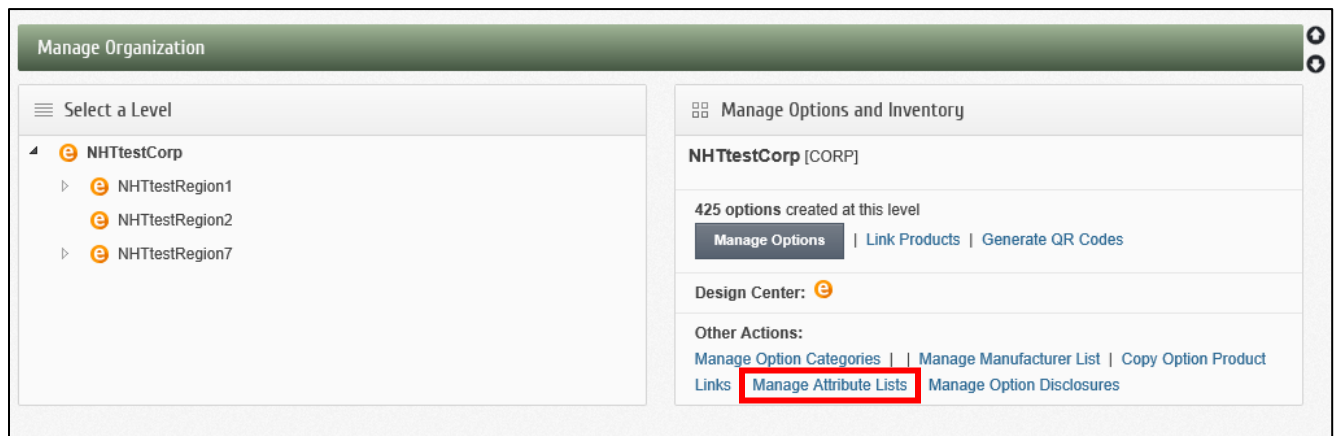 Manage Organization
Select a Level
NHTtestCorp
NHTtestRegion1
NHTtestRegion2
NHTtestRegion7
Manage Options and Inventory
NHTtestCorp [CORP]
425 options created at this level
Manage Options | Link Products | Generate QR Codes
Design Center:
Other Actions:
Manage Option Categories | | Manage Manufacturer List | Copy Option Product
Links Manage Attribute Lists Manage Option Disclosures